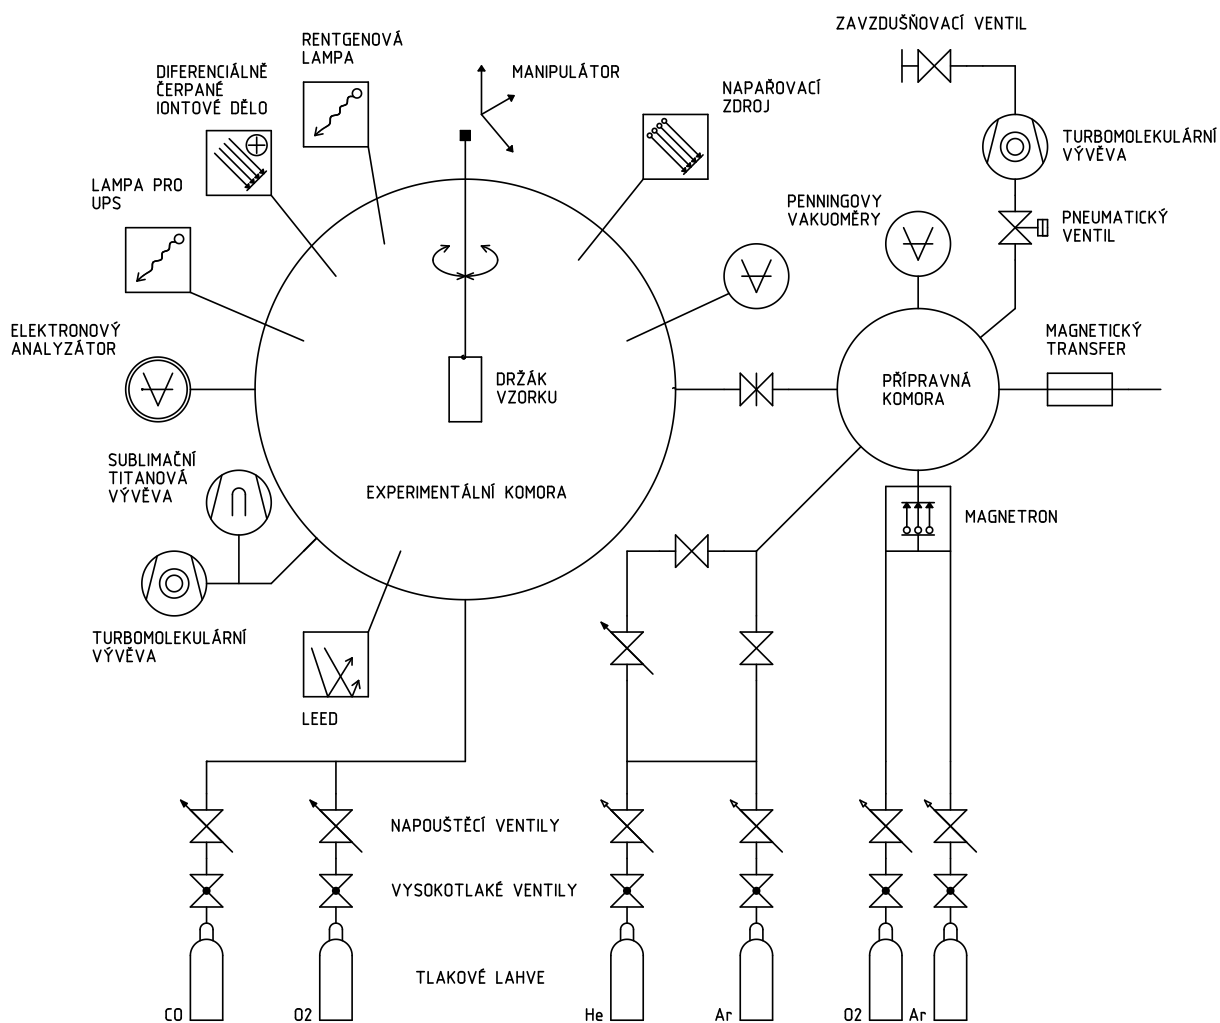 ZAVZDUŠŇOVACÍ VENTIL
RENTGENOVÁ
LAMPA
MANIPULÁTOR
DIFERENCIÁLNĚ
ČERPANÉ
IONTOVÉ DĚLO
NAPAŘOVACÍ
ZDROJ
TURBOMOLEKULÁRNÍ
VÝVĚVA
LAMPA PRO
UPS
PENNINGOVY
VAKUOMĚRY
PNEUMATICKÝ
VENTIL
ELEKTRONOVÝ
ANALYZÁTOR
MAGNETICKÝ
TRANSFER
DRŽÁK
VZORKU
PŘÍPRAVNÁ
KOMORA
SUBLIMAČNÍ
TITANOVÁ
VÝVĚVA
EXPERIMENTÁLNÍ KOMORA
MAGNETRON
TURBOMOLEKULÁRNÍ
VÝVĚVA
LEED
NAPOUŠTĚCÍ VENTILY
VYSOKOTLAKÉ VENTILY
TLAKOVÉ LAHVE
CO
O2
He
Ar
O2
Ar